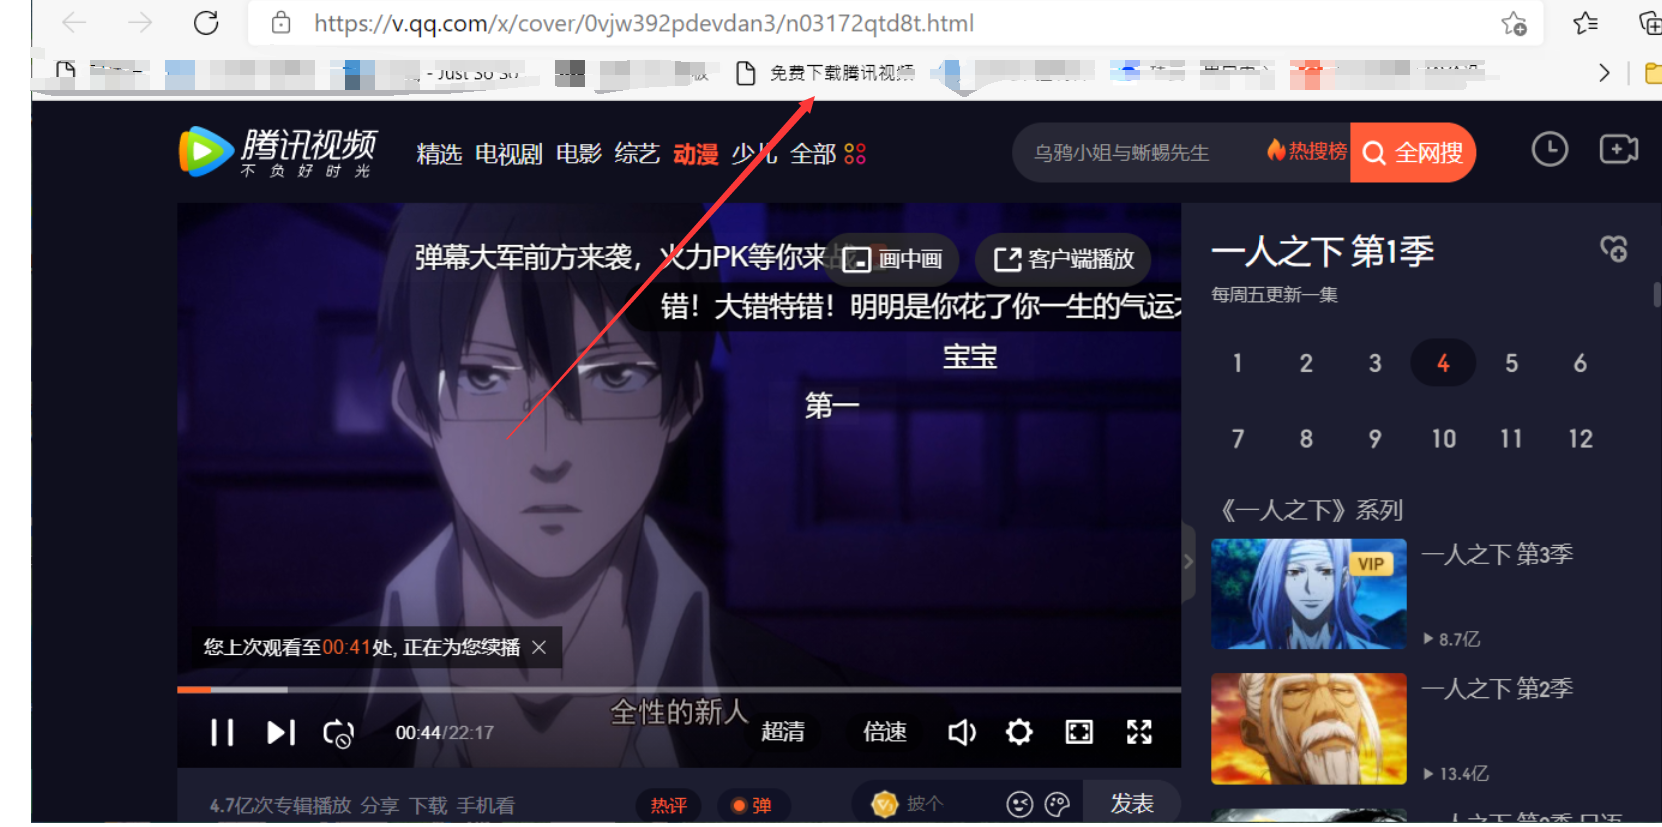 https://v.qq.com/x/cover/0vjw392pdevdan3/n03172qtd8t.html
- Just So So
免费下载腾讯视频
腾讯视频
不负好时光
精选 电视剧 电影 综艺 动漫 少儿 全部
乌鸦小姐与蜥蜴先生 热搜榜 全网搜
弹幕大军前方来袭，火力PK等你来战
画中画 客户端播放
错！大错特错！明明是你花了你一生的气运才
宝宝
第一
您上次观看至00:41处, 正在为您续播
全性的新人
00:44/22:17 超清 倍速
4.7亿次专辑播放 分享 下载 手机看 热评 弹 披个 发表
一人之下 第1季
每周五更新一集
1 2 3 4 5 6
7 8 9 10 11 12
《一人之下》系列
VIP
一人之下 第3季
8.7亿
一人之下 第2季
13.4亿